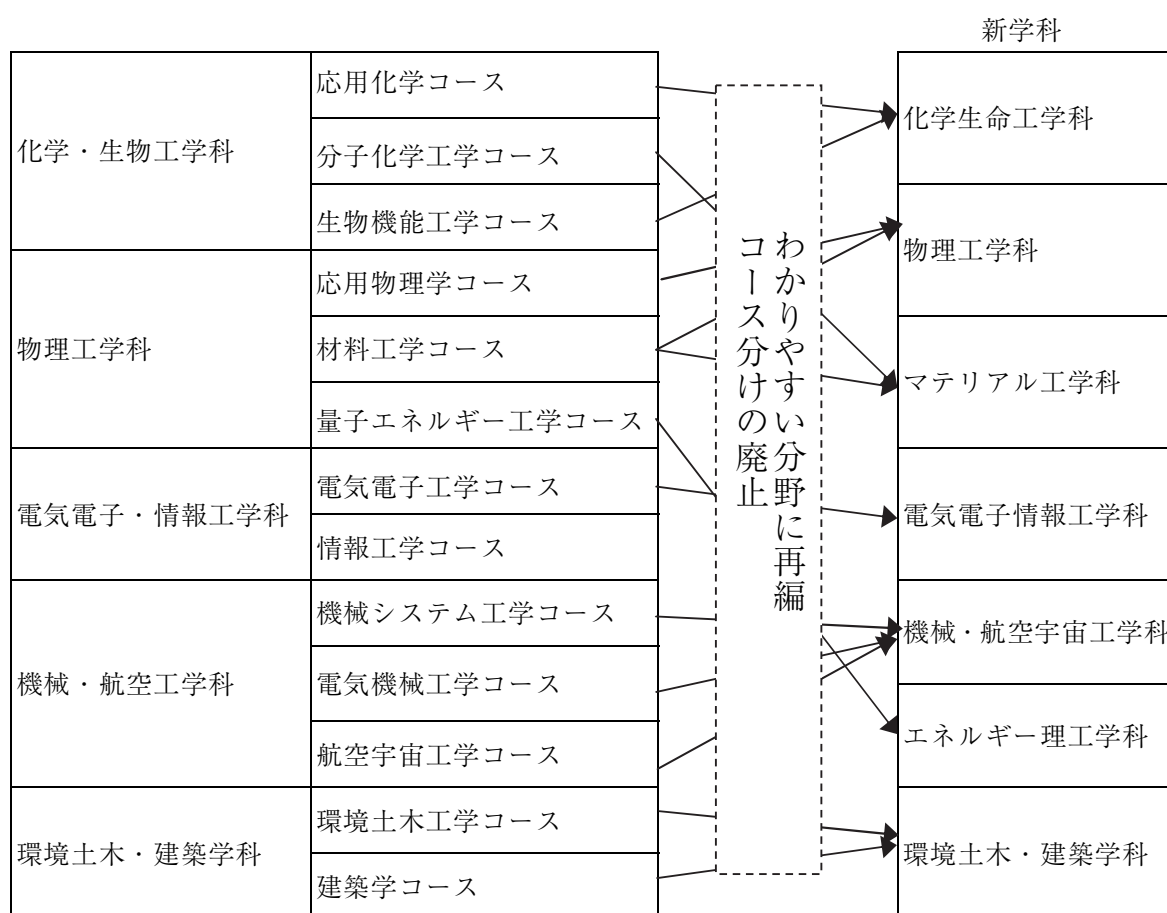 新学科
化学・生物工学科
応用化学コース
分子化学工学コース
生物機能工学コース
物理工学科
応用物理学コース
材料工学コース
量子エネルギー工学コース
電気電子・情報工学科
電気電子工学コース
情報工学コース
機械・航空工学科
機械システム工学コース
電気機械工学コース
航空宇宙工学コース
環境土木・建築学科
環境土木工学コース
建築学コース
わかりやすい分野に再編
コース分けの廃止
化学生命工学科
物理工学科
マテリアル工学科
電気電子情報工学科
機械・航空宇宙工学科
エネルギー理工学科
環境土木・建築学科